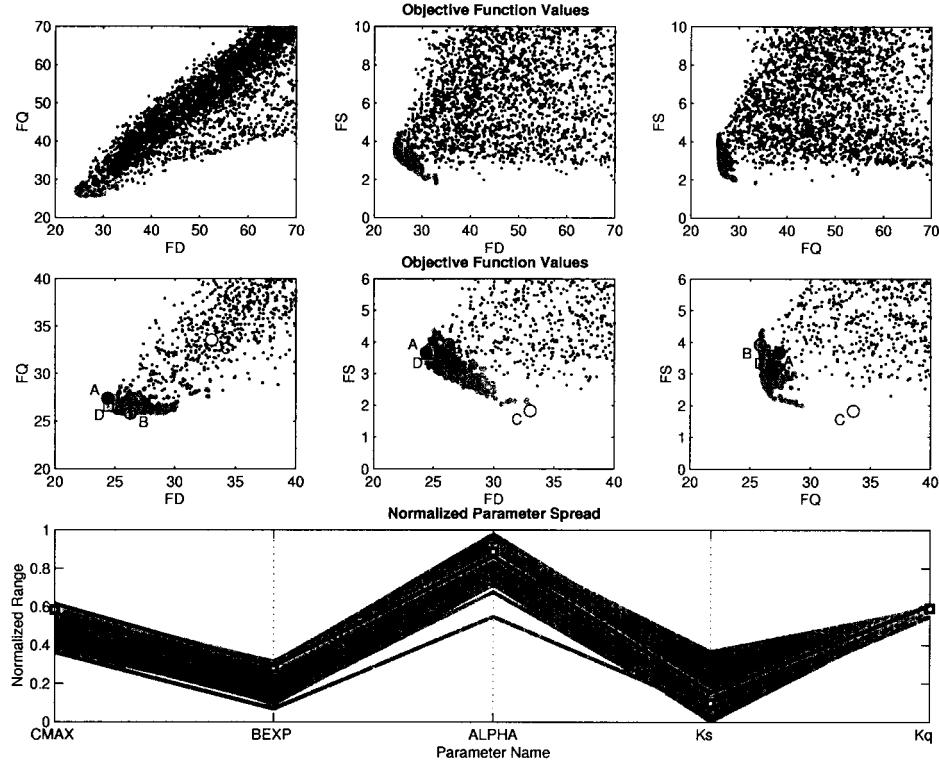 Objective Function Values
70
60
50
40
30
20
FQ
20 30 40 50 60 70
FD
10
8
6
4
2
0
FS
20 30 40 50 60 70
FD
10
8
6
4
2
0
FS
20 30 40 50 60 70
FQ
Objective Function Values
40
35
30
25
20
FQ
A
D
B
20 25 30 35 40
FD
6
5
4
3
2
1
0
FS
A
D
C
20 25 30 35 40
FD
6
5
4
3
2
1
0
FS
B
D
A
C
20 25 30 35 40
FQ
Normalized Parameter Spread
1
0.8
0.6
0.4
0.2
0
Normalized Range
CMAX BEXP ALPHA Ks Kq
Parameter Name